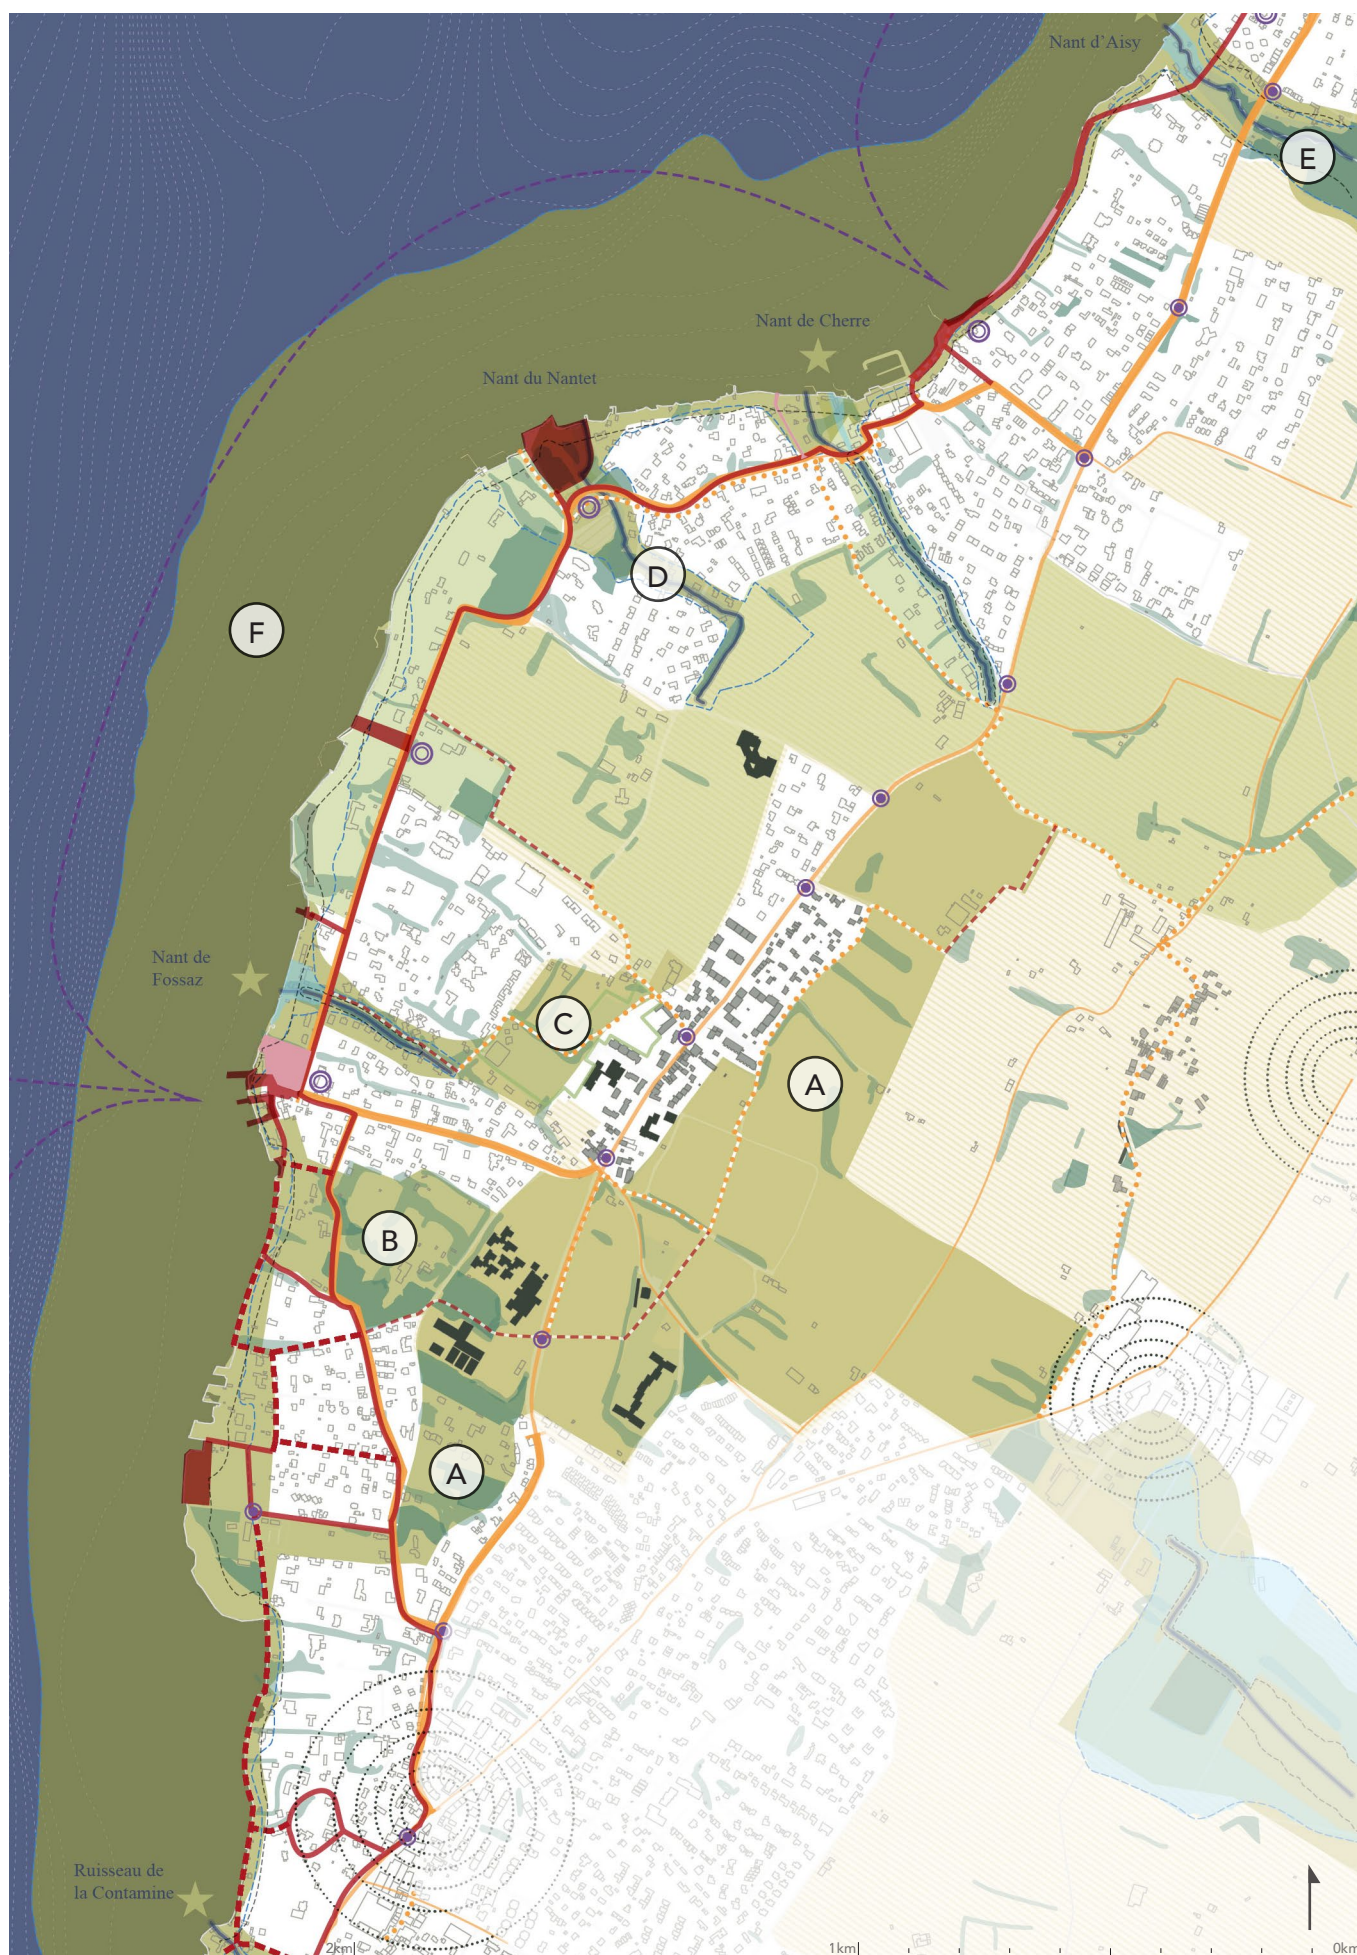 Nant d'Aisy
E
Nant de Cherre
Nant du Nantet
D
F
Nant de
Fossaz
C
A
B
A
Ruisseau de
la Contamine
2km
1km
0km